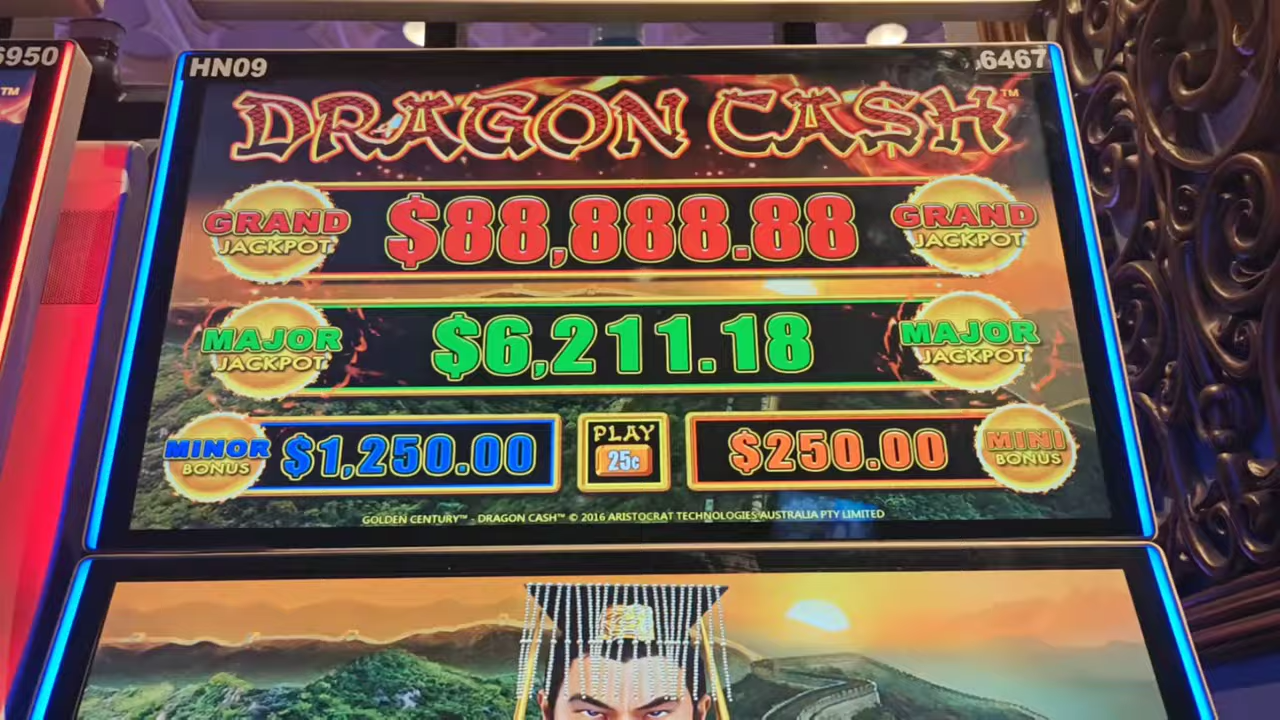 6950
HN09
6467
TM
DRAGON CASH™
GRAND JACKPOT
$88,888.88
GRAND JACKPOT
MAJOR JACKPOT
$6,211.18
MAJOR JACKPOT
MINOR BONUS
$1,250.00
PLAY
25¢
$250.00
MINI BONUS
GOLDEN CENTURY™ - DRAGON CASH™ © 2016 ARISTOCRAT TECHNOLOGIES AUSTRALIA PTY LIMITED